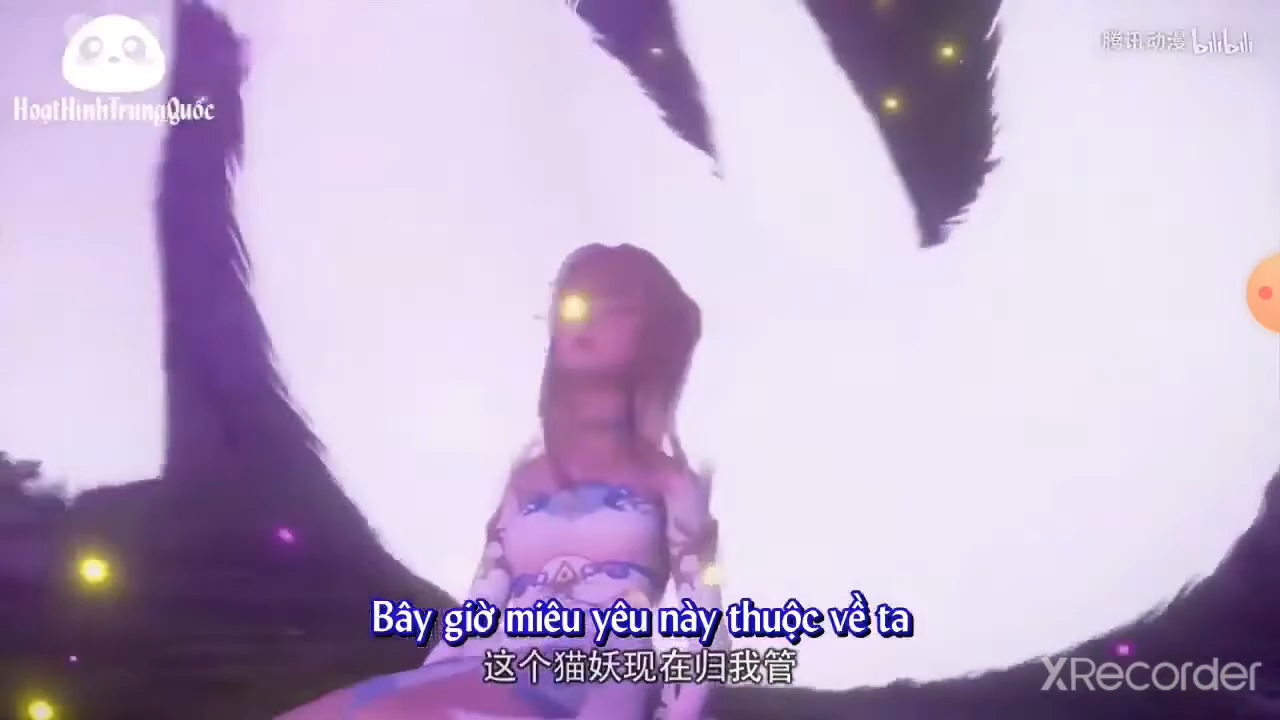 腾讯动漫 bilibili
HoạtHìnhTrungQuốc
Bây giờ miêu yêu này thuộc về ta
这个猫妖现在归我管
XRecorder